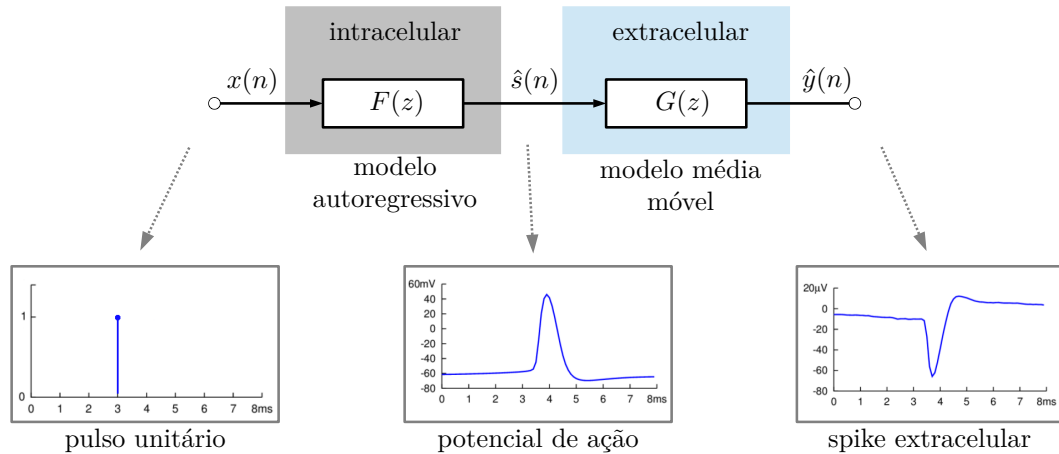 intracelular
extracelular
x(n)
F(z)
ŝ(n)
G(z)
ŷ(n)
modelo
autoregressivo
modelo média
móvel
1
0
0 1 2 3 4 5 6 7 8ms
pulso unitário
60mV
40
20
0
-20
-40
-60
-80
0 1 2 3 4 5 6 7 8ms
potencial de ação
20µV
0
-20
-40
-60
-80
0 1 2 3 4 5 6 7 8ms
spike extracelular